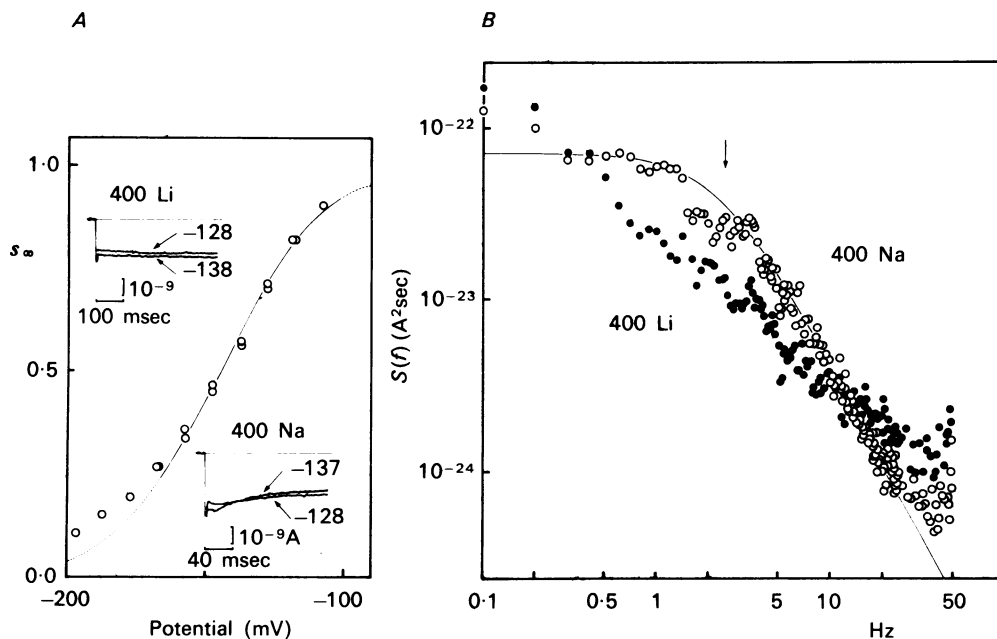 A
B
1·0
400 Li
s∞
−128
−138
10−9
100 msec
0·5
400 Na
−137
−128
10−9A
40 msec
0·0
−200
−100
Potential (mV)
10−22
10−23
10−24
S(f) (A2sec)
400 Na
400 Li
0·1
0·5
1
5
10
50
Hz